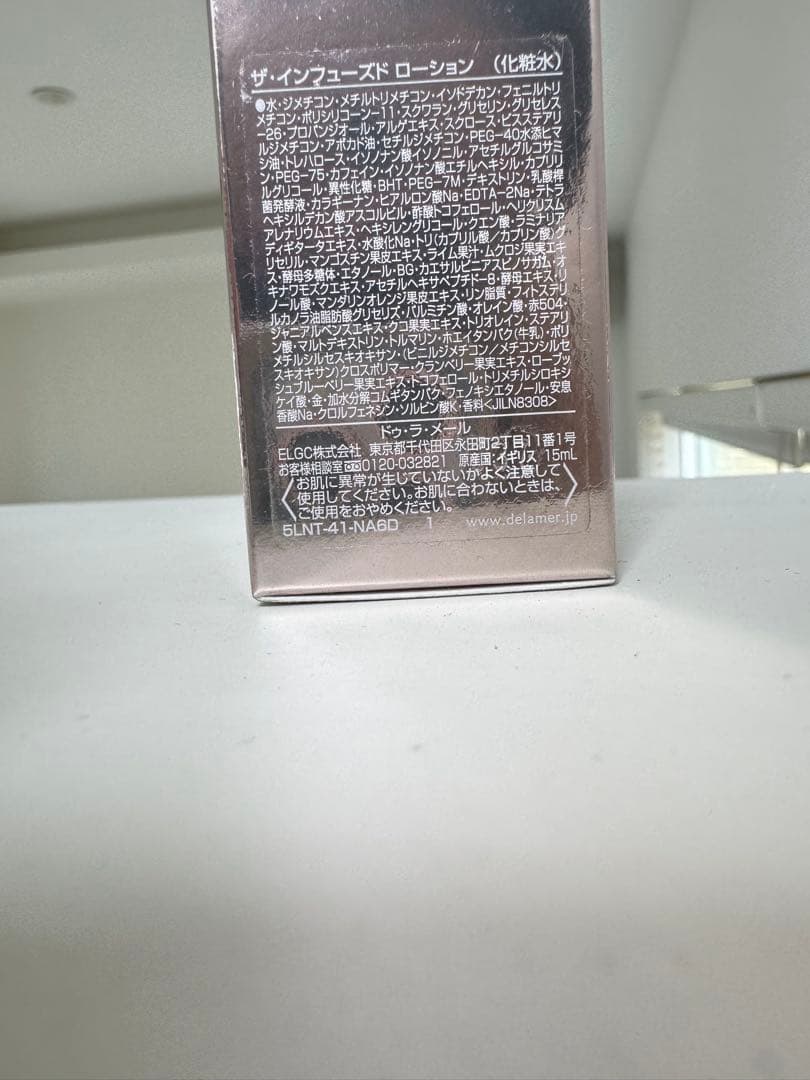 ザ・インフューズド ローション （化粧水）
●水・ジメチコン・メチルトリメチコン・イソドデカン・フェニルトリ
メチコン・ポリシリコーン-11・スクワラン・グリセリン・グリセレス
-26・プロパンジオール・アルゲエキス・スクロース・ビスステアリ
ルジメチコン・アボカド油・セチルジメチコン・PEG-40水添ヒマ
シ油・トレハロース・イソノナン酸イソノニル・アセチルグルコサミ
ン・PEG-75・カフェイン・イソノナン酸エチルヘキシル・カプリリ
ルグリコール・異性化糖・BHT・PEG-7M・デキストリン・乳酸桿
菌発酵液・カラギーナン・ヒアルロン酸Na・EDTA-2Na・テトラ
ヘキシルデカン酸アスコルビル・酢酸トコフェロール・ヘリクリスム
アレナリウムエキス・ヘキシレングリコール・クエン酸・ラミナリア
ディギタータエキス・水酸化Na・トリ（カプリル酸／カプリン酸）グ
リセリル・マンゴスチン果皮エキス・ライム果汁・ムクロジ果実エキ
ス・酵母多糖体・エタノール・BG・カエサルピニアスピノサガム・オ
キナワモズクエキス・アセチルヘキサペプチド-8・酵母エキス・リ
ノール酸・マンダリンオレンジ果皮エキス・リン脂質・フィトステリ
ルカノラ油脂肪酸グリセリズ・パルミチン酸・オレイン酸・赤504・
ジャニアルベンスエキス・クコ果実エキス・トリオレイン・ステアリ
ン酸・マルトデキストリン・トルマリン・ホエイタンパク（牛乳）・ポリ
メチルシルセスキオキサン・（ビニルジメチコン／メチコンシルセ
スキオキサン）クロスポリマー・クランベリー果実エキス・ローブッ
シュブルーベリー果実エキス・トコフェロール・トリメチルシロキシ
ケイ酸・金・加水分解コムギタンパク・フェノキシエタノール・安息
香酸Na・クロルフェネシン・ソルビン酸K・香料<JILN8308>
ドゥ・ラ・メール
ELGC株式会社 東京都千代田区永田町2丁目11番1号
お客様相談室 0120-032821 原産国：イギリス 15mL
〈お肌に異常が生じていないかよく注意して
使用してください。お肌に合わないときは、
ご使用をおやめください。〉
5LNT-41-NA6D 1 www.delamer.jp